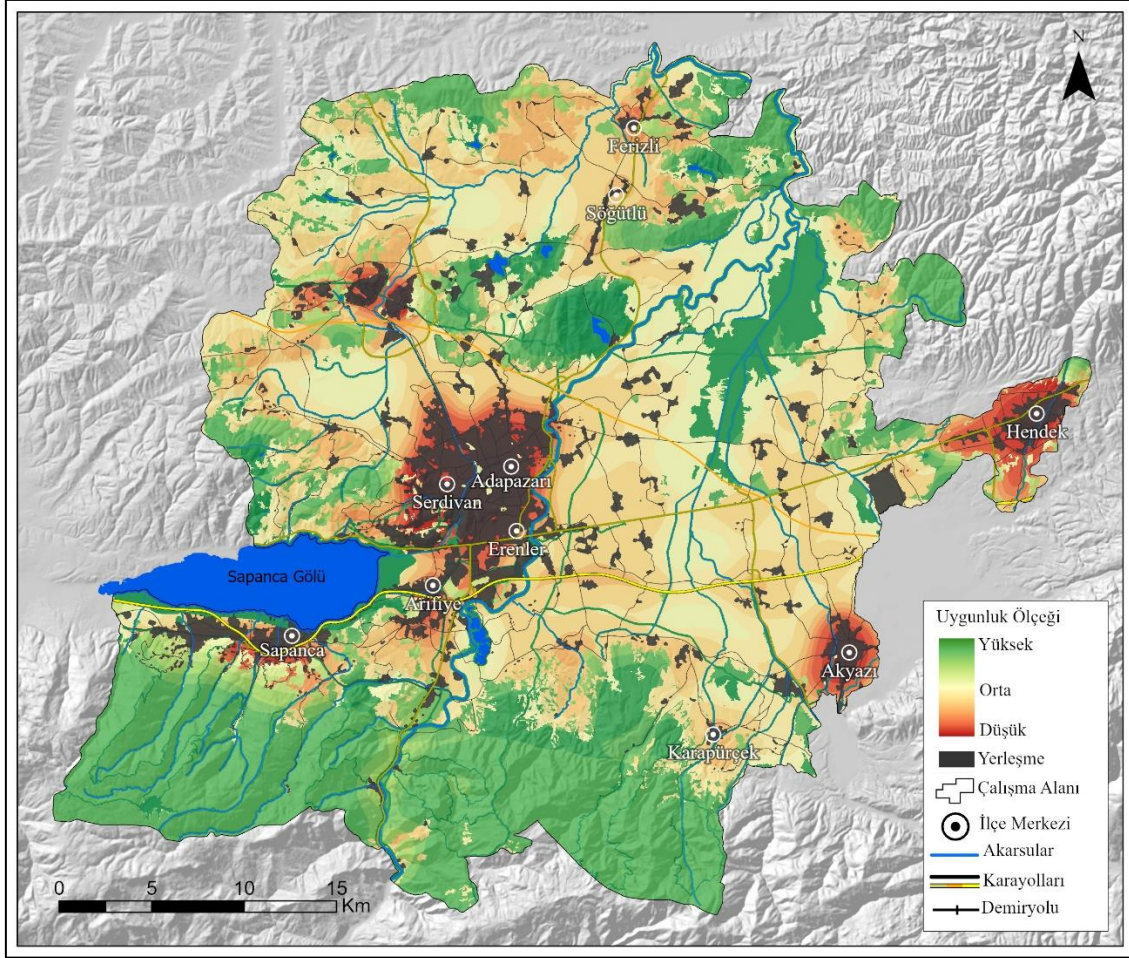 N
Ferizli
Söğütlü
Hendek
Adapazarı
Serdivan
Erenler
Sapanca Gölü
Arifiye
Sapanca
Akyazı
Karapürçek
Uygunluk Ölçeği
Yüksek
Orta
Düşük
Yerleşme
Çalışma Alanı
İlçe Merkezi
Akarsular
Karayolları
Demiryolu
0 5 10 15
Km